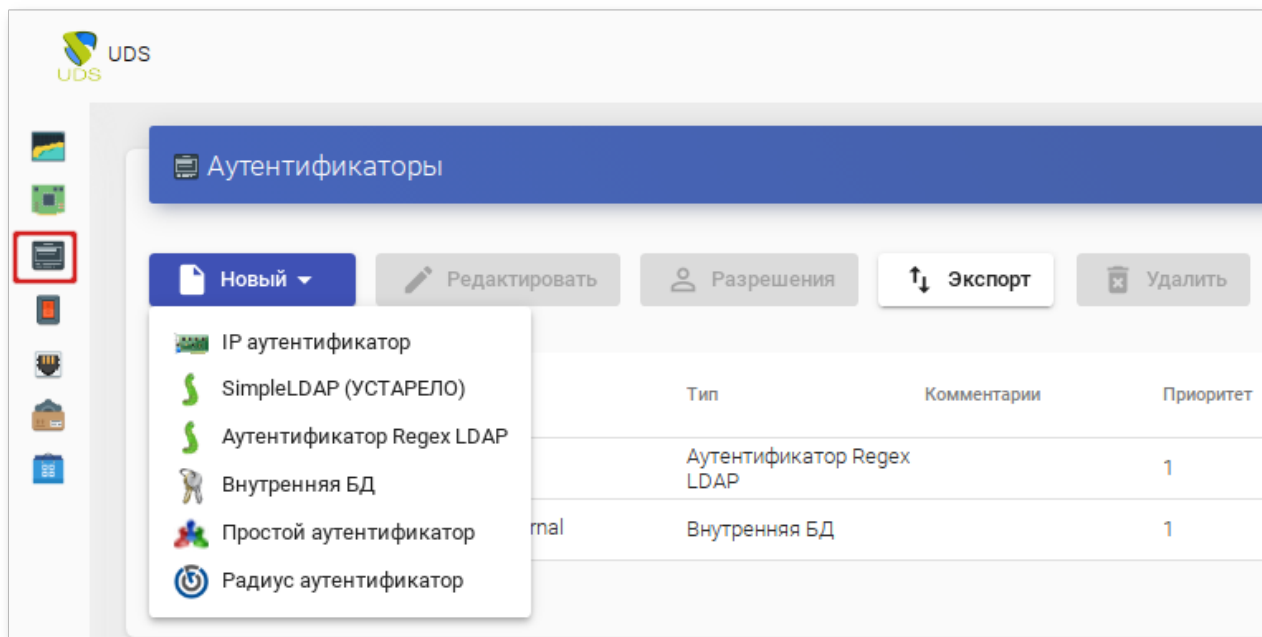 UDS
UDS
Аутентификаторы
Новый
Редактировать
Разрешения
Экспорт
Удалить
IP аутентификатор
SimpleLDAP (УСТАРЕЛО)
Аутентификатор Regex LDAP
Внутренняя БД
Простой аутентификатор
Радиус аутентификатор
Тип
Комментарии
Приоритет
Аутентификатор Regex
LDAP
1
rnal
Внутренняя БД
1